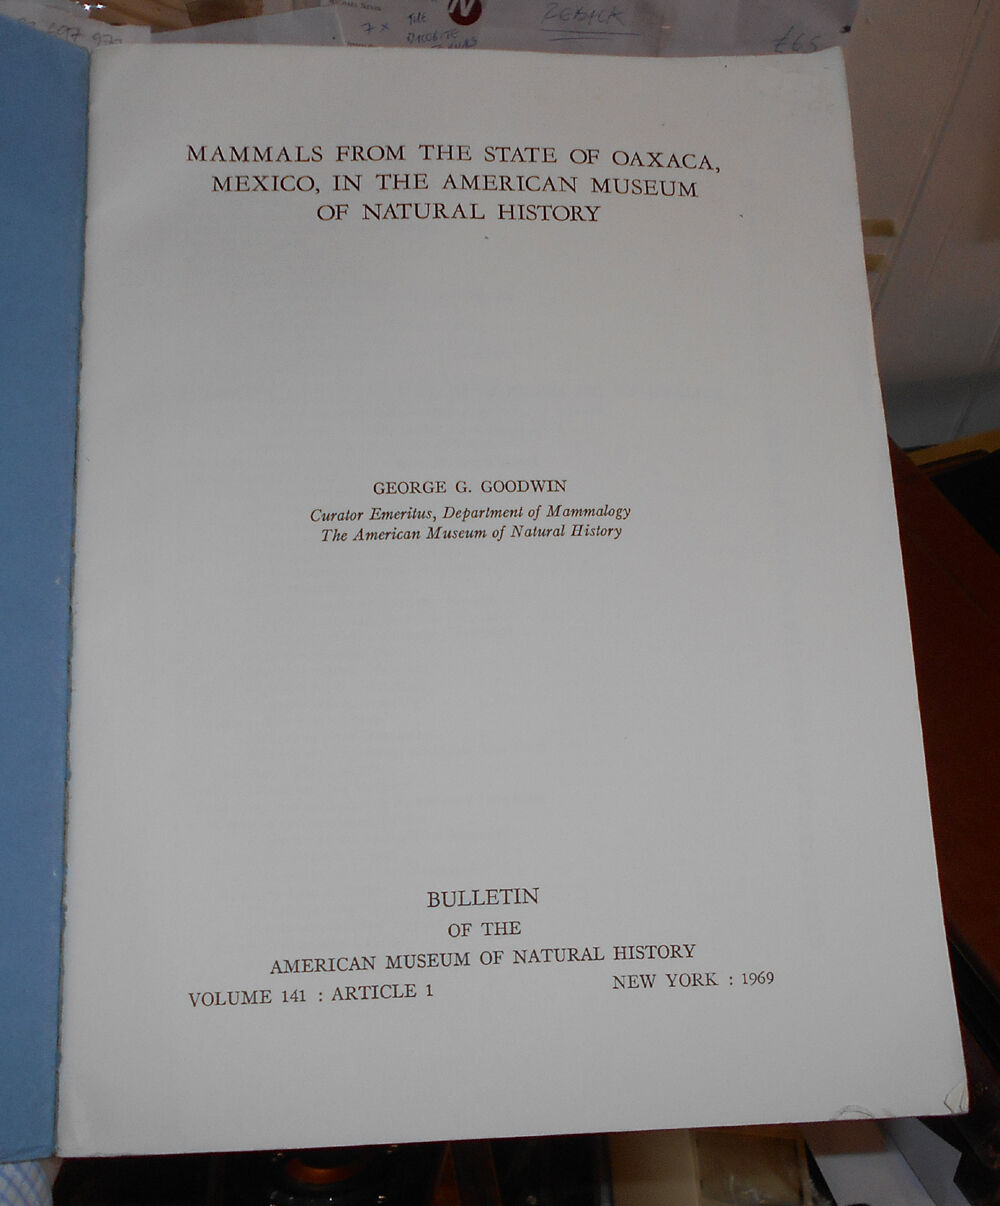 7 x
N
£65
MAMMALS FROM THE STATE OF OAXACA,
MEXICO, IN THE AMERICAN MUSEUM
OF NATURAL HISTORY
GEORGE G. GOODWIN
Curator Emeritus, Department of Mammalogy
The American Museum of Natural History
BULLETIN
OF THE
AMERICAN MUSEUM OF NATURAL HISTORY
VOLUME 141 : ARTICLE 1
NEW YORK : 1969